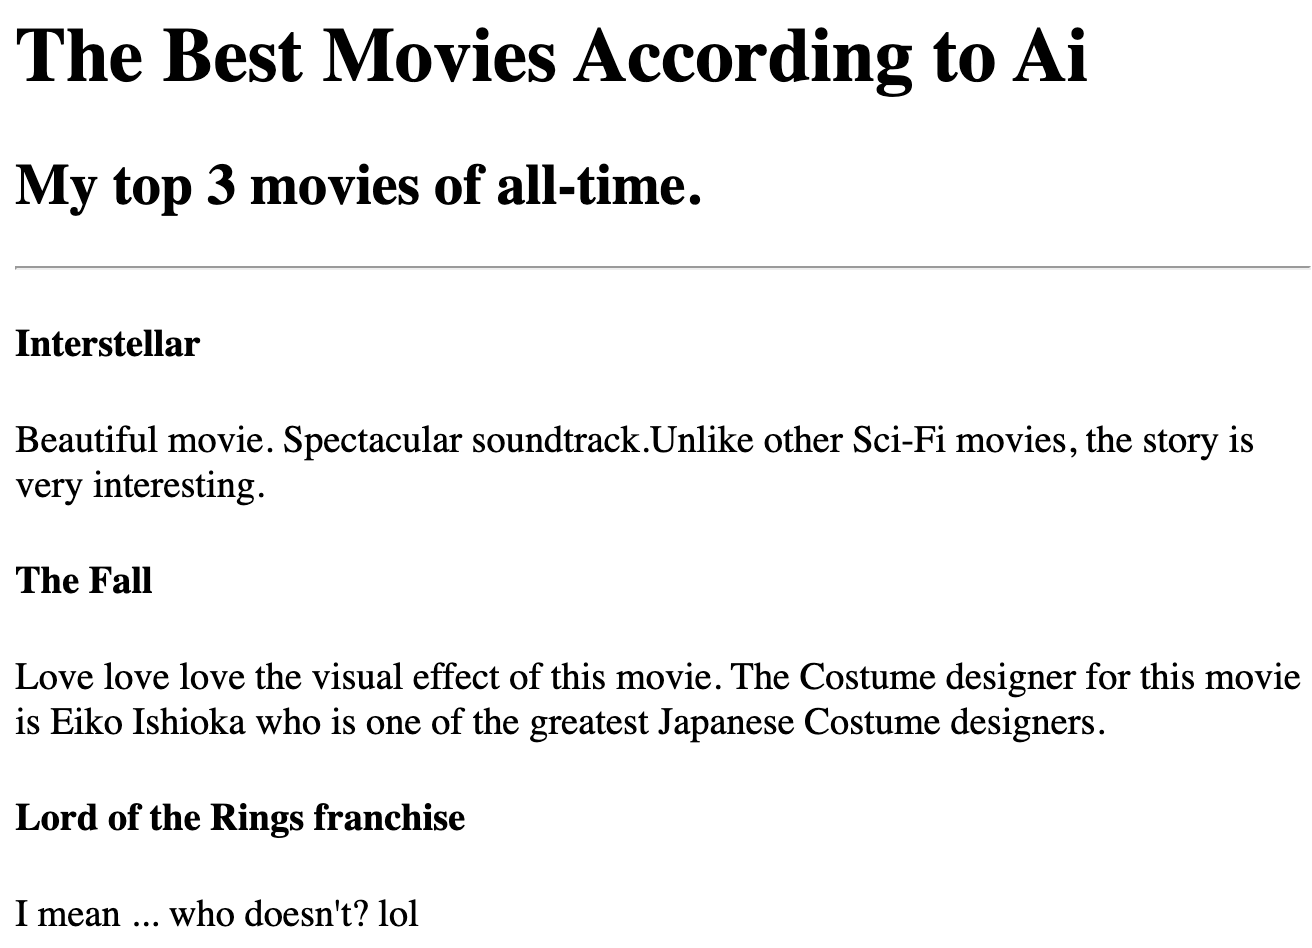 The Best Movies According to Ai
My top 3 movies of all-time.
Interstellar
Beautiful movie. Spectacular soundtrack.Unlike other Sci-Fi movies, the story is
very interesting.
The Fall
Love love love the visual effect of this movie. The Costume designer for this movie
is Eiko Ishioka who is one of the greatest Japanese Costume designers.
Lord of the Rings franchise
I mean ... who doesn't? lol